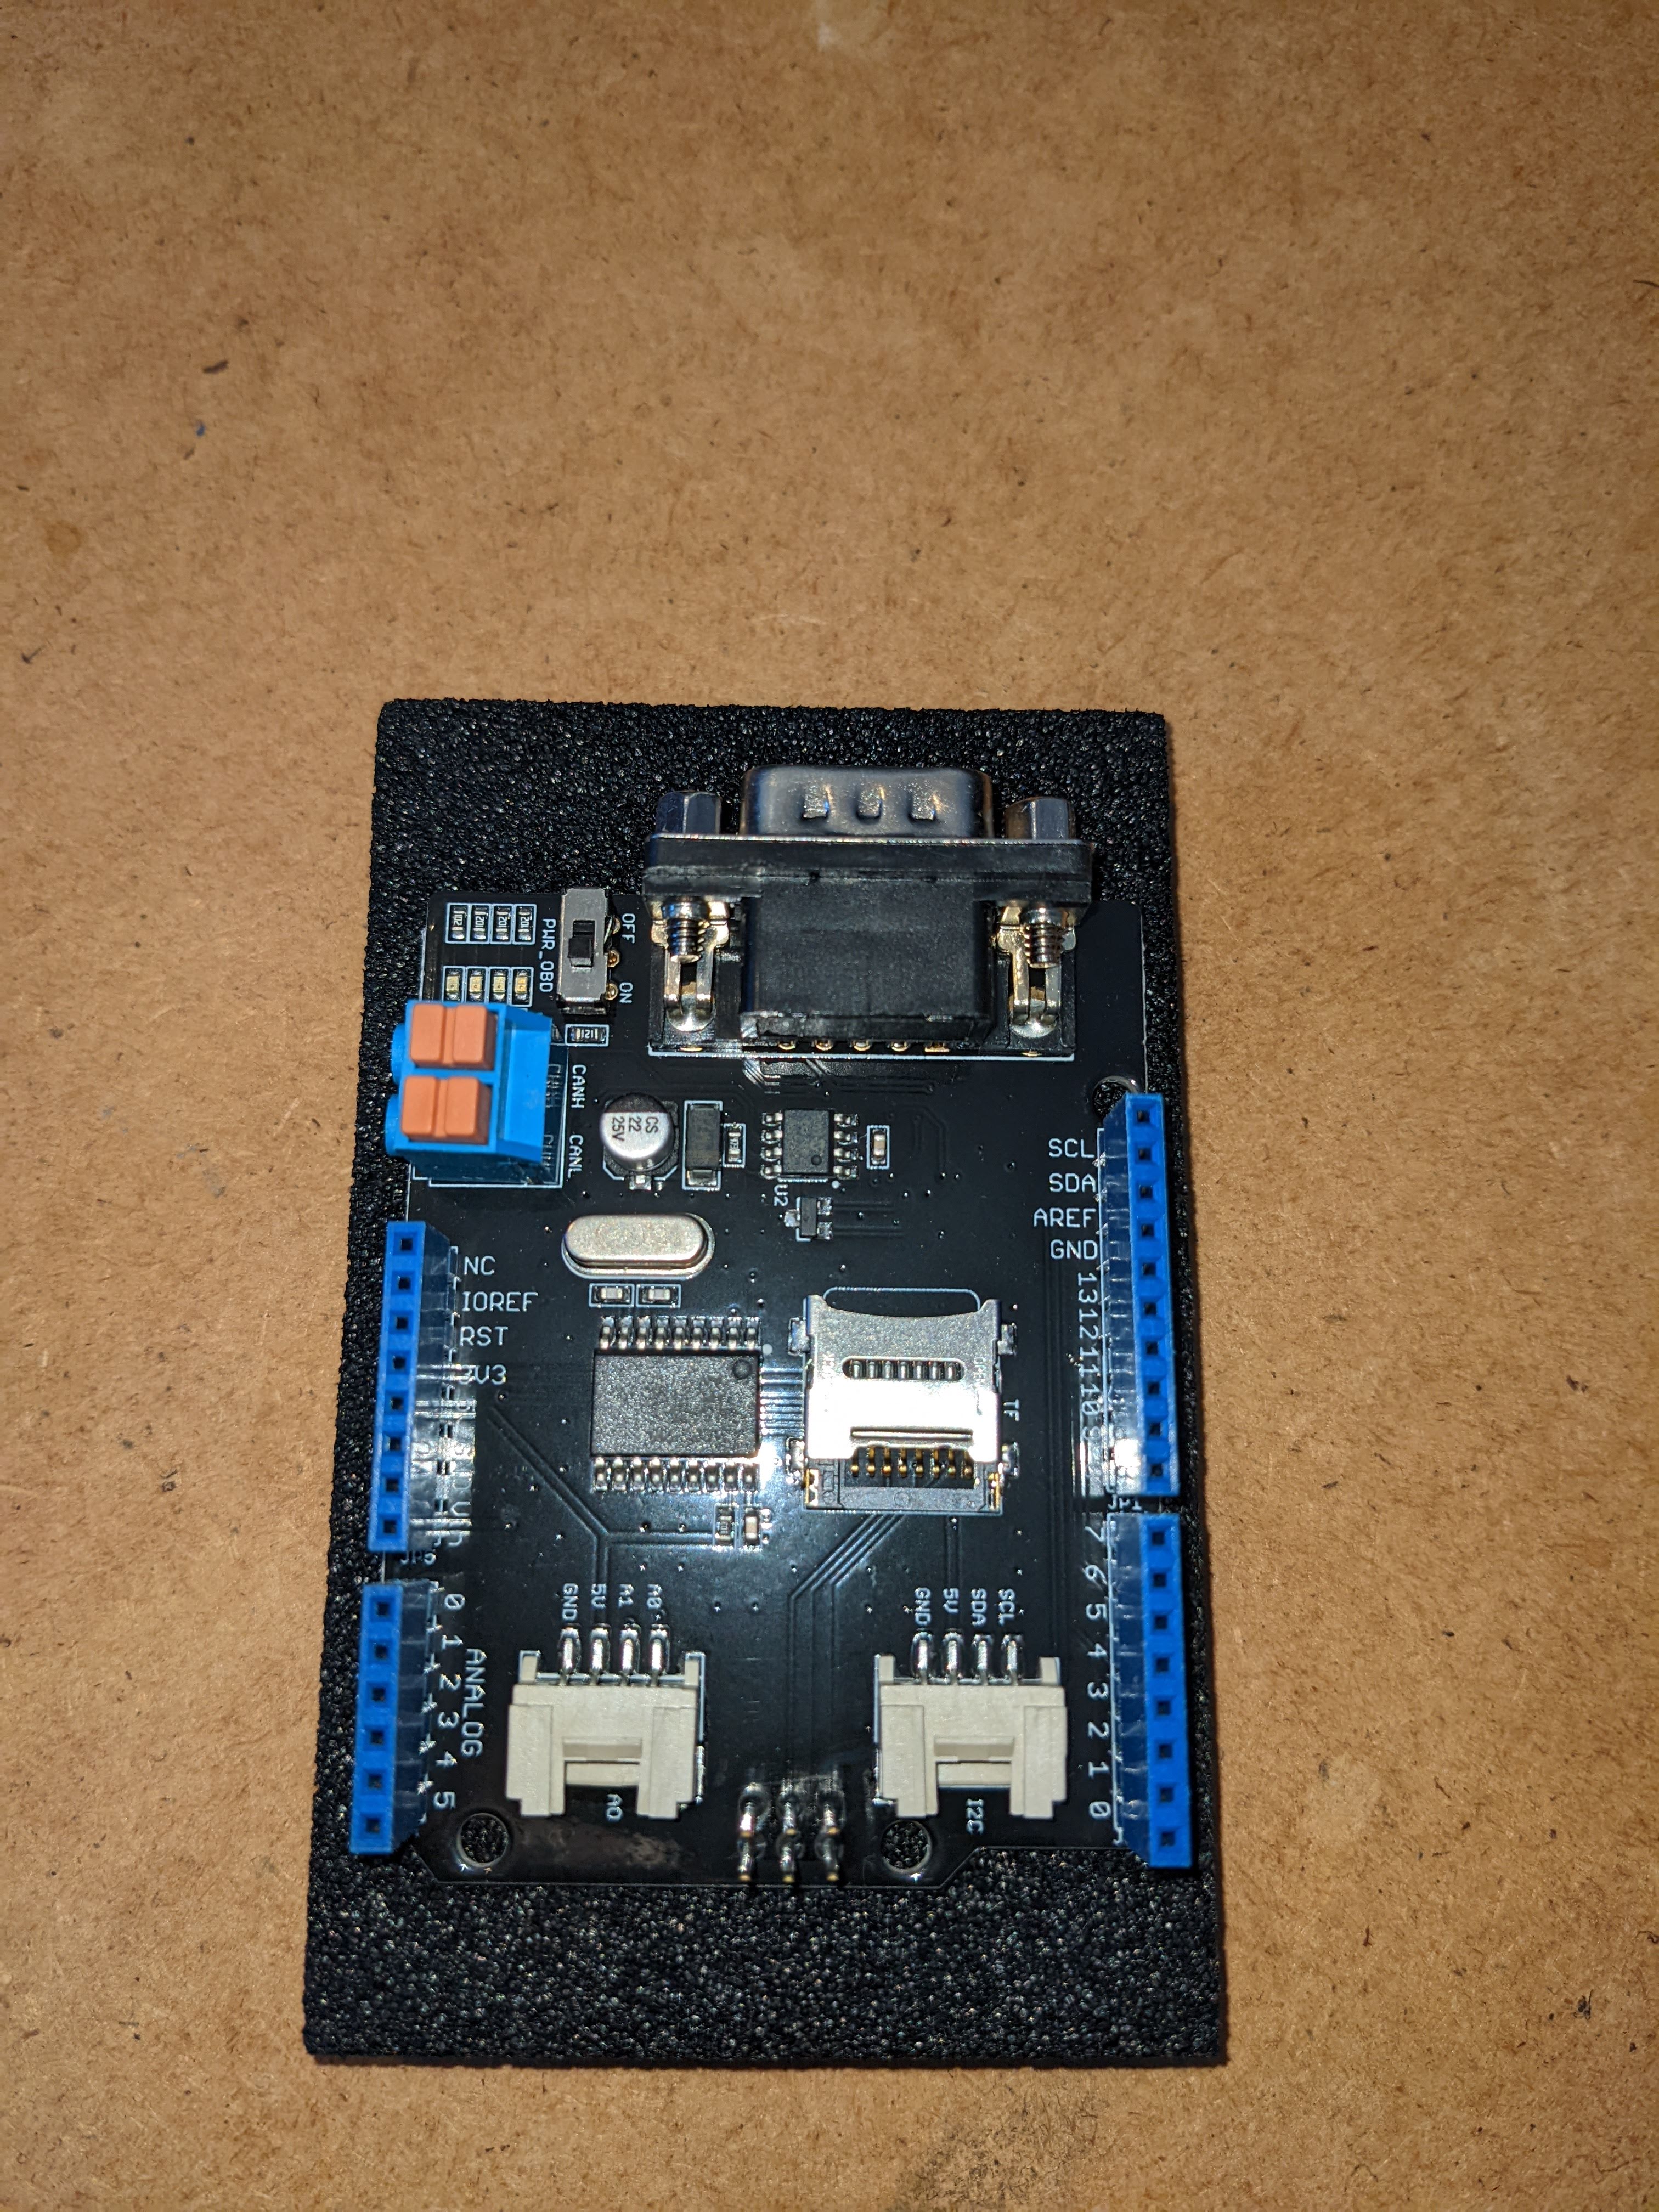 OFF
PWR_OBD
ON
121
CANH
CANL
CS
22
25V
U2
SCL
SDA
AREF
GND
13
12
11
10
NC
IOREF
RST
3V3
TF
7
6
5
4
3
2
1
0
0
1
2
3
4
5
ANALOG
GND
5V
A1
A0
GND
5V
SDA
SCL
A0
I2C